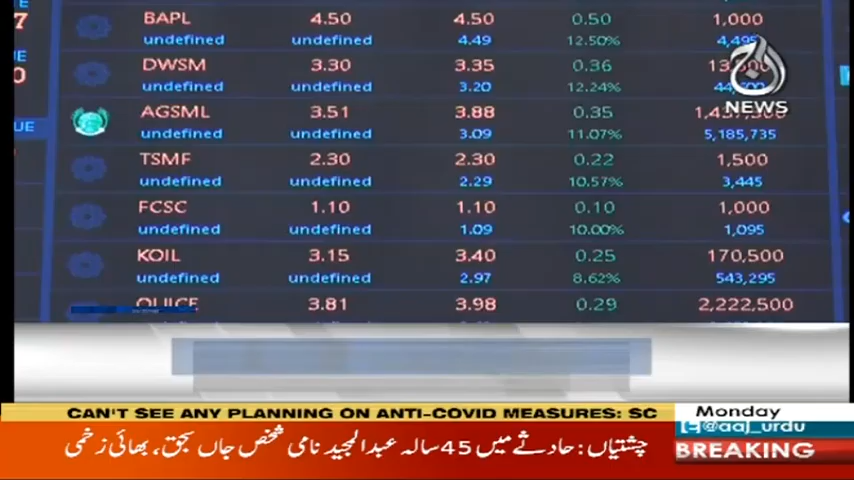 BAPL 4.50 4.50 0.50 1,000
undefined undefined 4.49 12.50% 4,495
DWSM 3.30 3.35 0.36
undefined undefined 3.20 12.24%
AGSML 3.51 3.88 0.35
undefined undefined 3.09 11.07% 5,185,735
TSMF 2.30 2.30 0.22 1,500
undefined undefined 2.29 10.57% 3,445
FCSC 1.10 1.10 0.10 1,000
undefined undefined 1.09 10.00% 1,095
KOIL 3.15 3.40 0.25 170,500
undefined undefined 2.97 8.62% 543,295
QUICE 3.81 3.98 0.29 2,222,500
آج
NEWS
CAN'T SEE ANY PLANNING ON ANTI-COVID MEASURES: SC
Monday
@aaj_urdu
BREAKING
چشتیاں: حادثے میں 45 سالہ عبدالمجید نامی شخص جاں بحق، بھائی زخمی